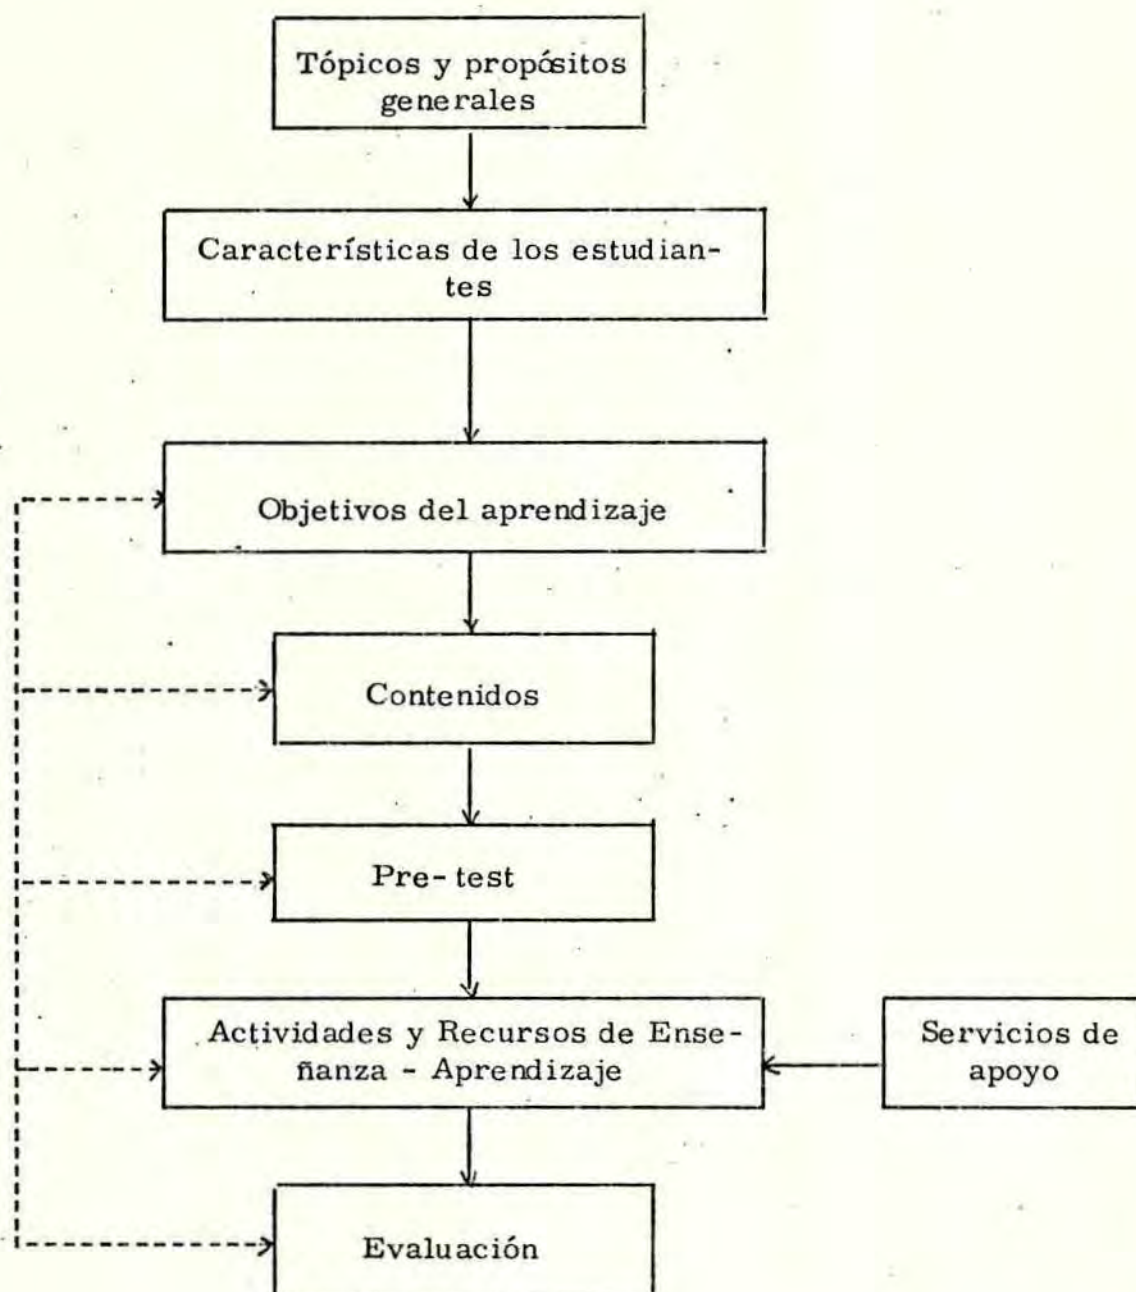 Tópicos y propósitos
generales
Características de los estudian-
tes
Objetivos del aprendizaje
Contenidos
Pre- test
Actividades y Recursos de Ense-
ñanza - Aprendizaje
Servicios de
apoyo
Evaluación